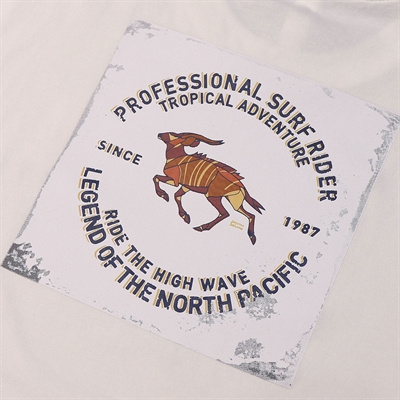 PROFESSIONAL SURF RIDER
TROPICAL ADVENTURE
SINCE
1987
RIDE THE HIGH WAVE
LEGEND OF THE NORTH PACIFIC